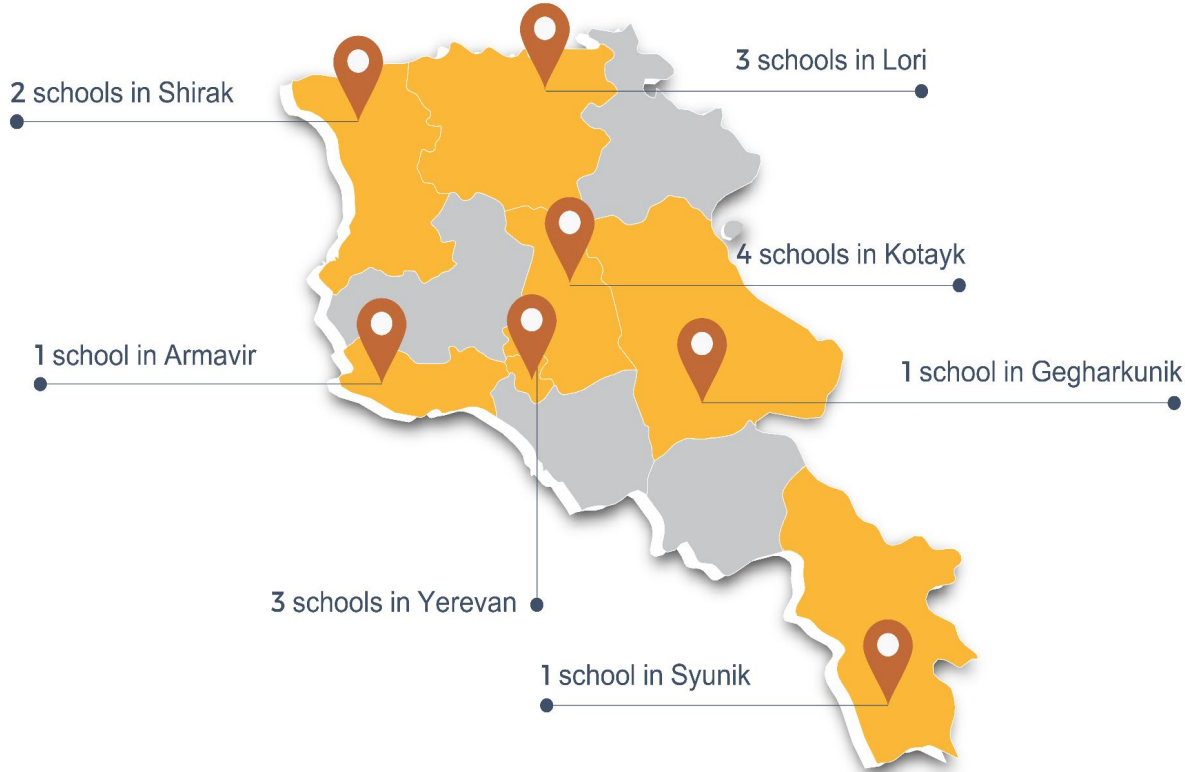 3 schools in Lori
2 schools in Shirak
4 schools in Kotayk
1 school in Armavir
1 school in Gegharkunik
3 schools in Yerevan
1 school in Syunik